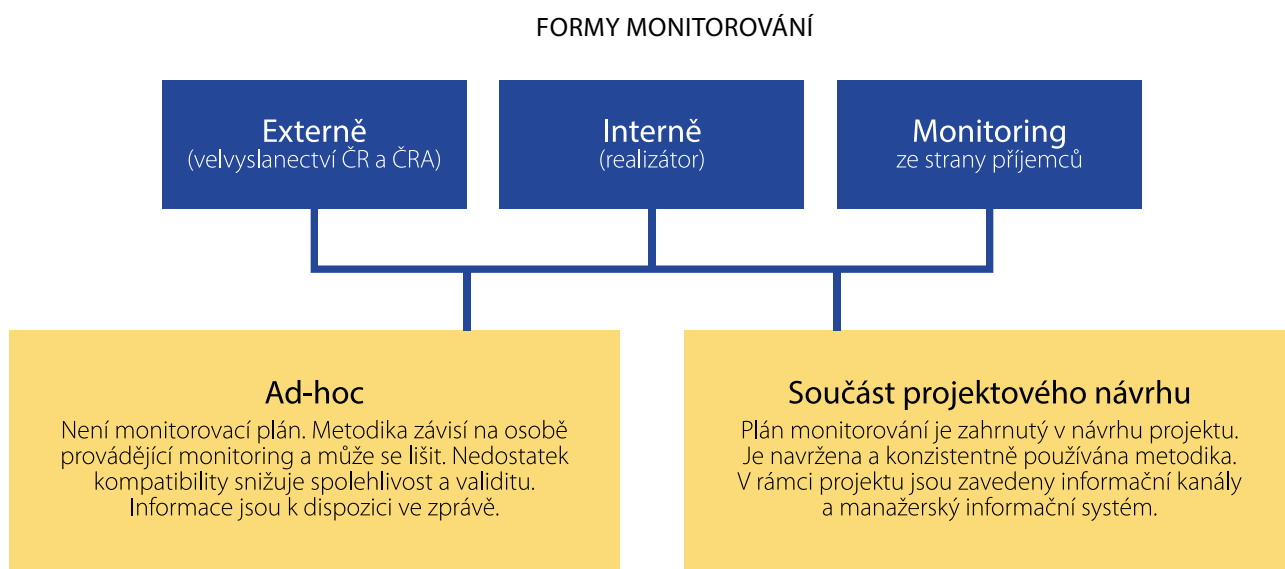 FORMY MONITOROVÁNÍ
Externě
(velvyslanectví ČR a ČRA)
Interně
(realizátor)
Monitoring
ze strany příjemců
Ad-hoc
Není monitorovací plán. Metodika závisí na osobě
provádějící monitoring a může se lišit. Nedostatek
kompatibility snižuje spolehlivost a validitu.
Informace jsou k dispozici ve zprávě.
Součást projektového návrhu
Plán monitorování je zahrnutý v návrhu projektu.
Je navržena a konzistentně používána metodika.
V rámci projektu jsou zavedeny informační kanály
a manažerský informační systém.